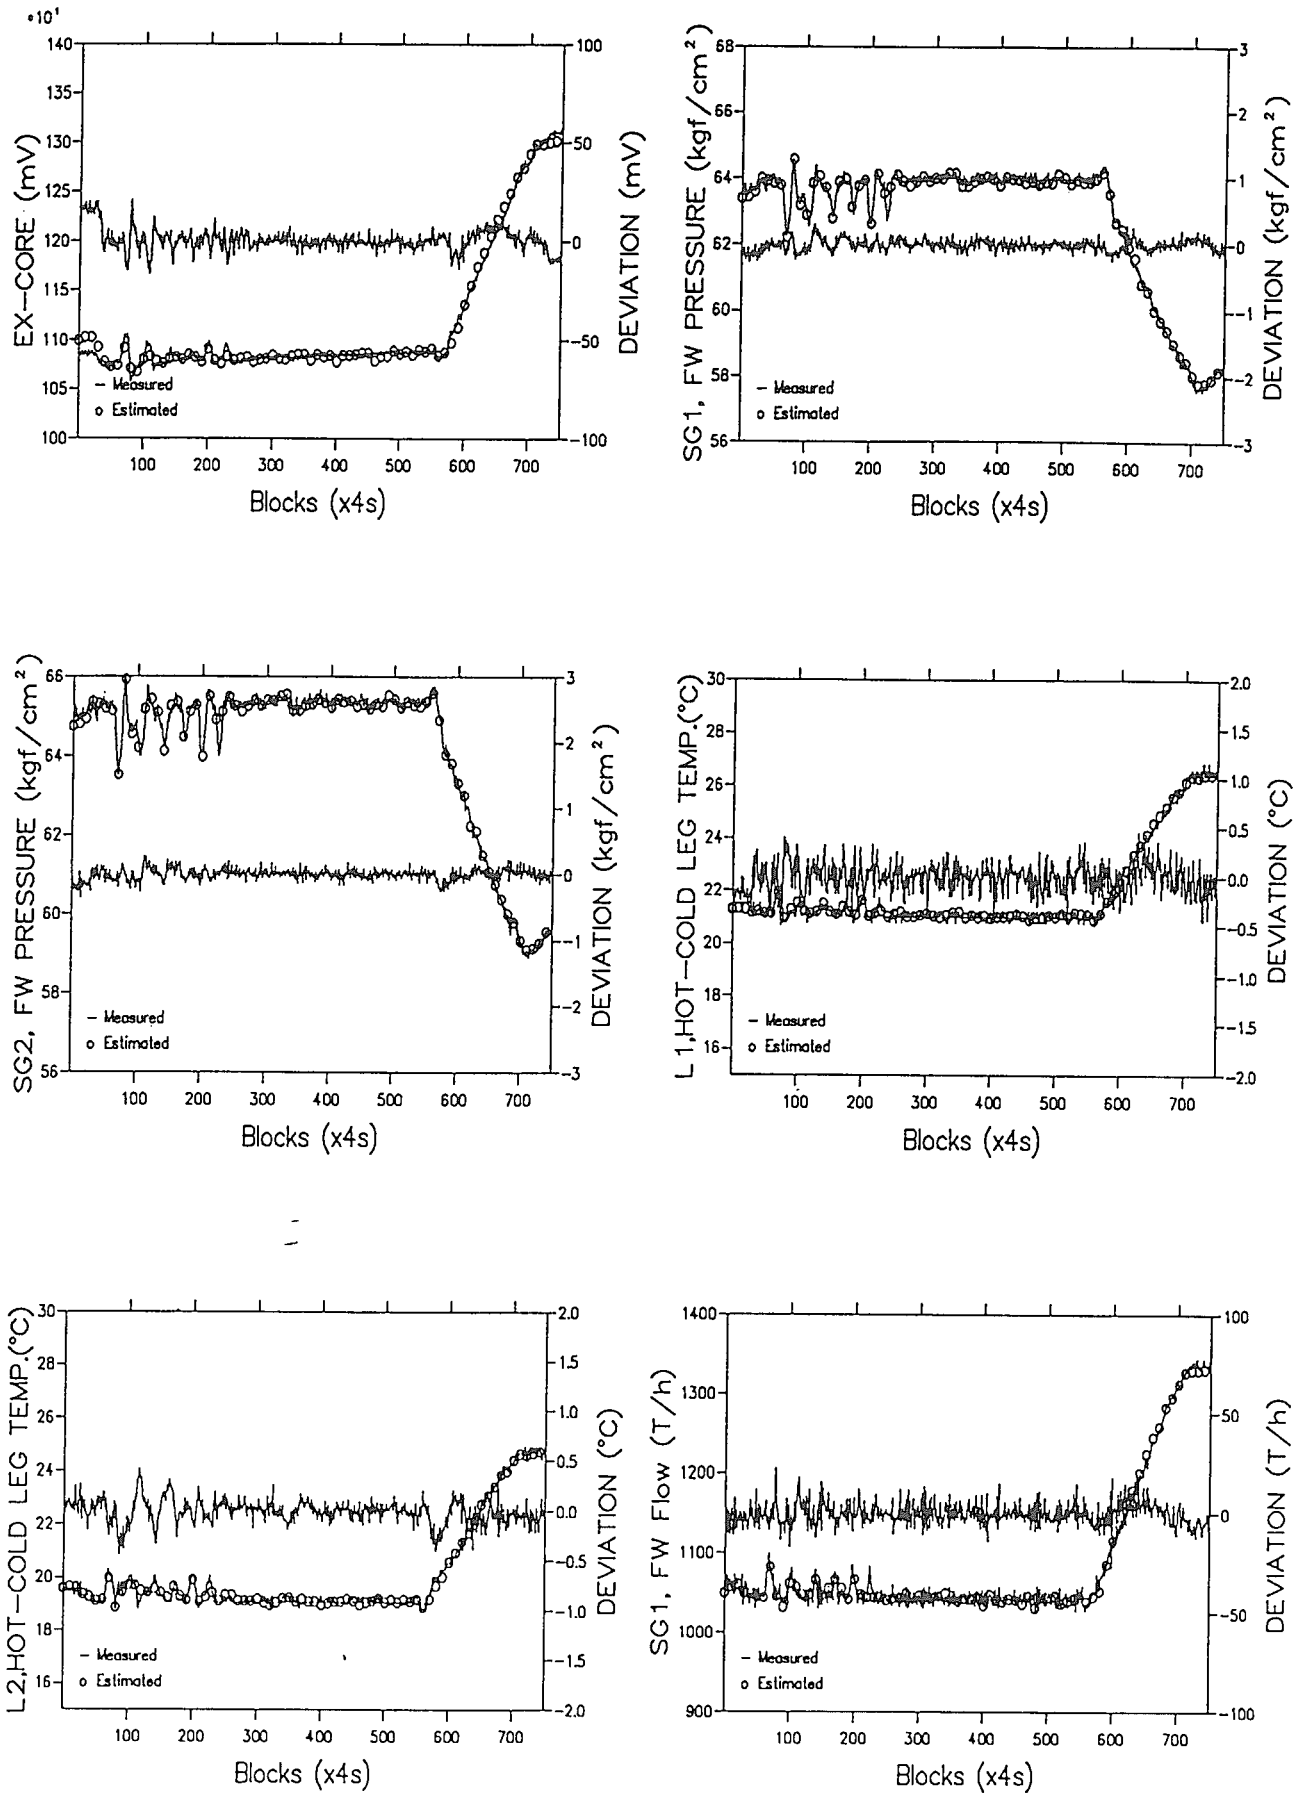 ×10¹
EX-CORE (mV)
140
135
130
125
120
115
110
105
100
100
50
0
-50
-100
DEVIATION (mV)
— Measured
o Estimated
100 200 300 400 500 600 700
Blocks (x4s)
SG1, FW PRESSURE (kgf/cm²)
68
66
64
62
60
58
56
3
2
1
0
-1
-2
-3
DEVIATION (kgf/cm²)
— Measured
o Estimated
100 200 300 400 500 600 700
Blocks (x4s)
SG2, FW PRESSURE (kgf/cm²)
66
64
62
60
58
56
3
2
1
0
-1
-2
-3
DEVIATION (kgf/cm²)
— Measured
o Estimated
100 200 300 400 500 600 700
Blocks (x4s)
L1,HOT-COLD LEG TEMP.(°C)
30
28
26
24
22
20
18
16
2.0
1.5
1.0
0.5
0.0
-0.5
-1.0
-1.5
-2.0
DEVIATION (°C)
— Measured
o Estimated
100 200 300 400 500 600 700
Blocks (x4s)
L2,HOT-COLD LEG TEMP.(°C)
30
28
26
24
22
20
18
16
2.0
1.5
1.0
0.5
0.0
-0.5
-1.0
-1.5
-2.0
DEVIATION (°C)
— Measured
o Estimated
100 200 300 400 500 600 700
Blocks (x4s)
SG1, FW Flow (T/h)
1400
1300
1200
1100
1000
900
100
50
0
-50
-100
DEVIATION (T/h)
— Measured
o Estimated
100 200 300 400 500 600 700
Blocks (x4s)